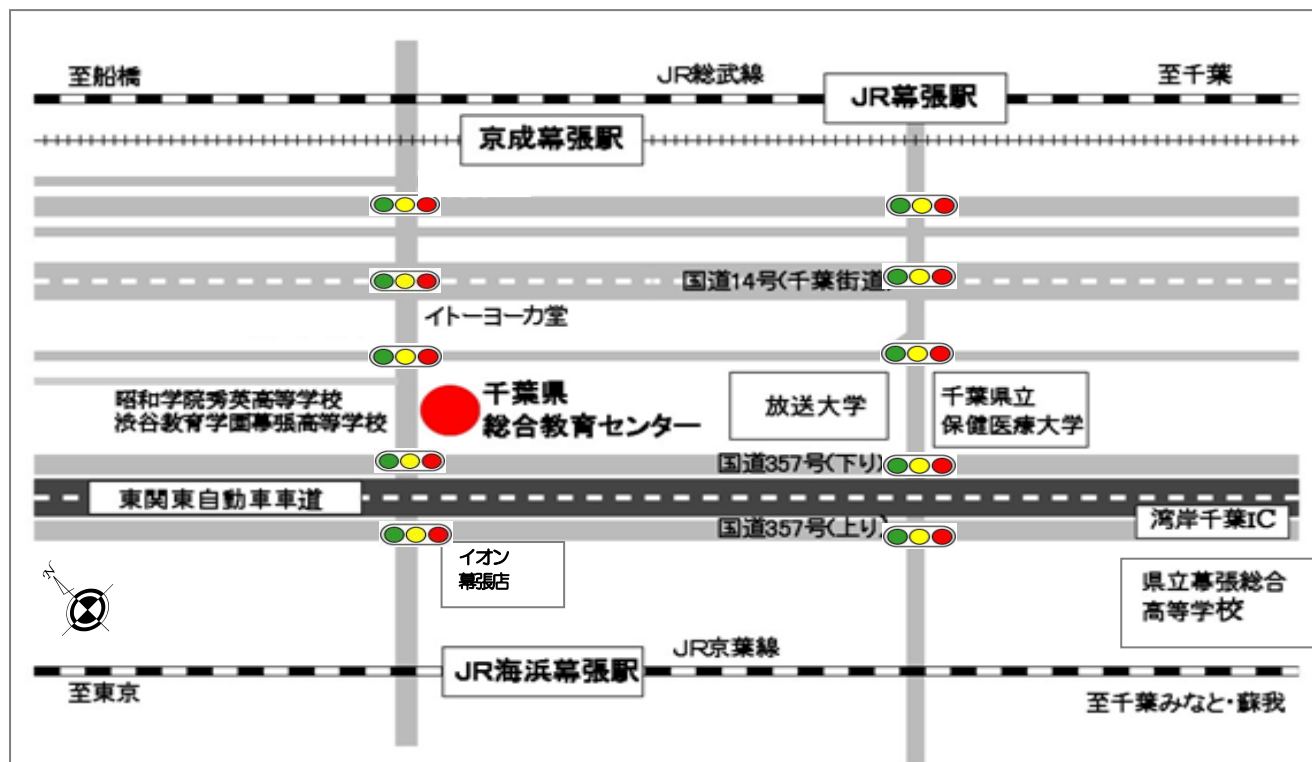 至船橋
JR総武線
JR幕張駅
至千葉
京成幕張駅
国道14号(千葉街道)
イトーヨーカ堂
昭和学院秀英高等学校
渋谷教育学園幕張高等学校
千葉県
総合教育センター
放送大学
千葉県立
保健医療大学
国道357号(下り)
東関東自動車車道
国道357号(上り)
湾岸千葉IC
イオン
幕張店
N
県立幕張総合
高等学校
JR京葉線
JR海浜幕張駅
至東京
至千葉みなと・蘇我